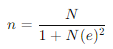 n = N / (1 + N(e)²)